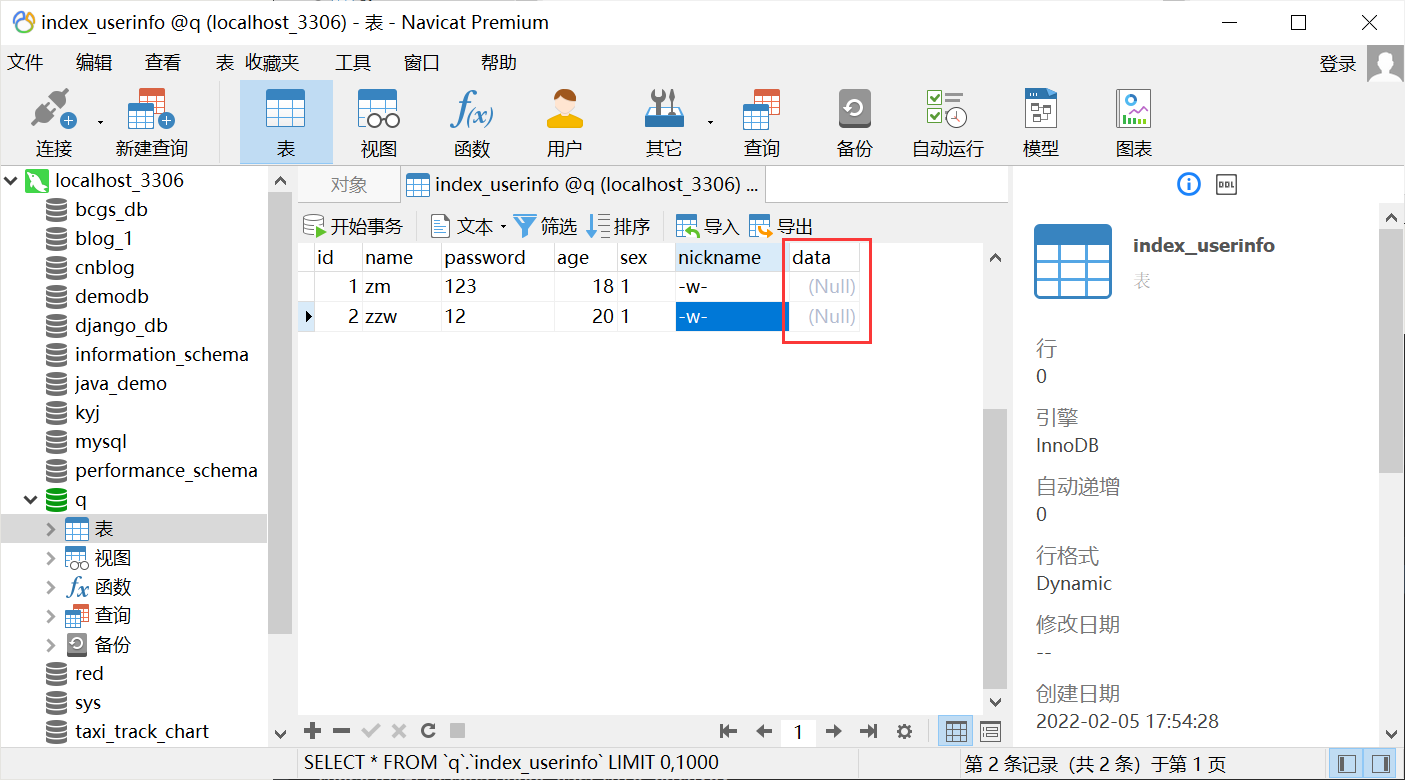 index_userinfo @q (localhost_3306) - 表 - Navicat Premium
文件 编辑 查看 表 收藏夹 工具 窗口 帮助 登录
连接 新建查询 表 视图 函数 用户 其它 查询 备份 自动运行 模型 图表
localhost_3306
bcgs_db
blog_1
cnblog
demodb
django_db
information_schema
java_demo
kyj
mysql
performance_schema
q
表
视图
函数
查询
备份
red
sys
taxi_track_chart
对象 index_userinfo @q (localhost_3306) ...
开始事务 文本 筛选 排序 导入 导出
id name password age sex nickname data
1 zm 123 18 1 -w- (Null)
2 zzw 12 20 1 -w- (Null)
1
DDL
index_userinfo
表
行
0
引擎
InnoDB
自动递增
0
行格式
Dynamic
修改日期
--
创建日期
2022-02-05 17:54:28
SELECT * FROM `q`.`index_userinfo` LIMIT 0,1000
第 2 条记录（共 2 条）于第 1 页